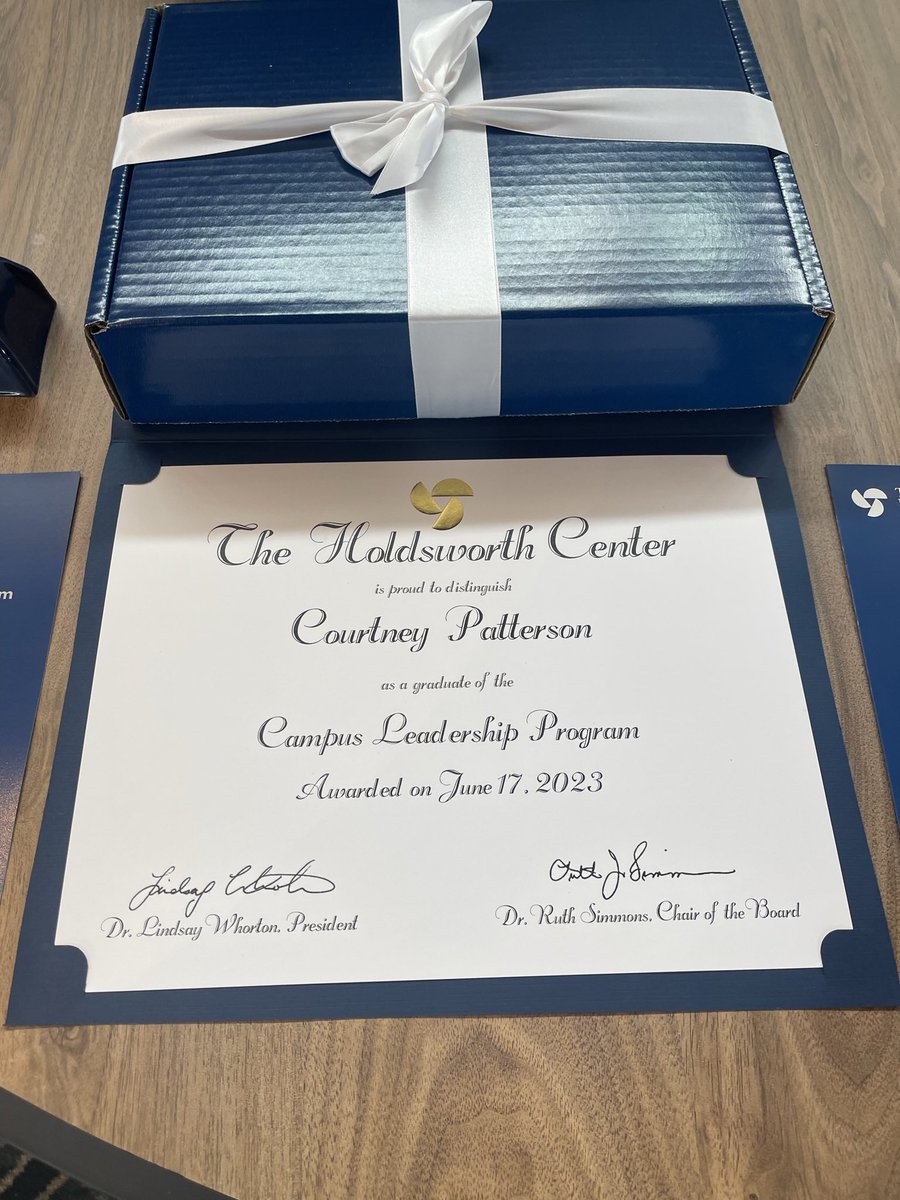 The Holdsworth Center
is proud to distinguish
Courtney Patterson
as a graduate of the
Campus Leadership Program
Awarded on June 17, 2023
Dr. Lindsay Whorton, President
Dr. Ruth Simmons, Chair of the Board